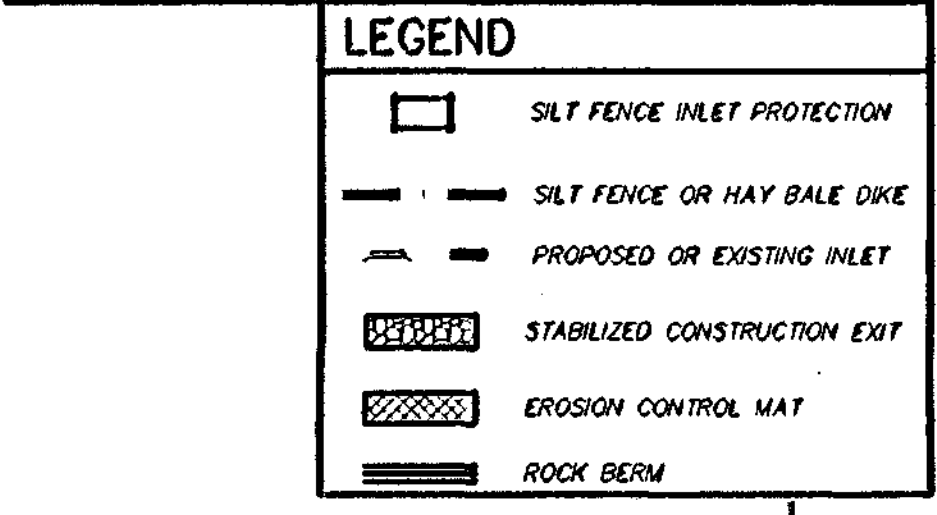 LEGEND
SILT FENCE INLET PROTECTION
SILT FENCE OR HAY BALE DIKE
PROPOSED OR EXISTING INLET
STABILIZED CONSTRUCTION EXIT
EROSION CONTROL MAT
ROCK BERM